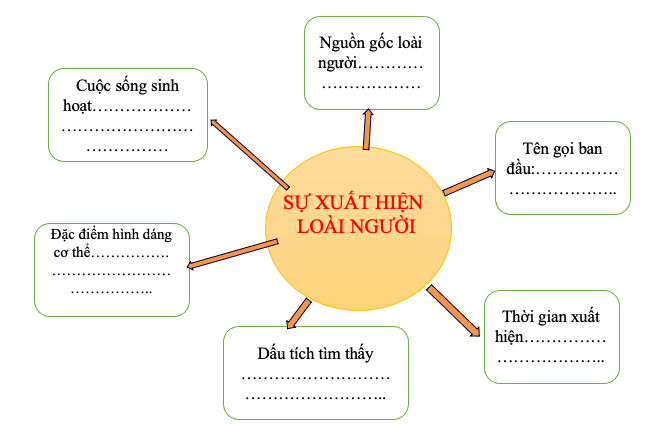 Nguồn gốc loài
người…………
…………………
Cuộc sống sinh
hoạt………………
……………………
……………
Tên gọi ban
đầu:……………
…………………..
SỰ XUẤT HIỆN
LOÀI NGƯỜI
Đặc điểm hình dáng
cơ thể…………….
……………………
……………..
Thời gian xuất
hiện……………
………………..
Dấu tích tìm thấy
…………………………
……………………..